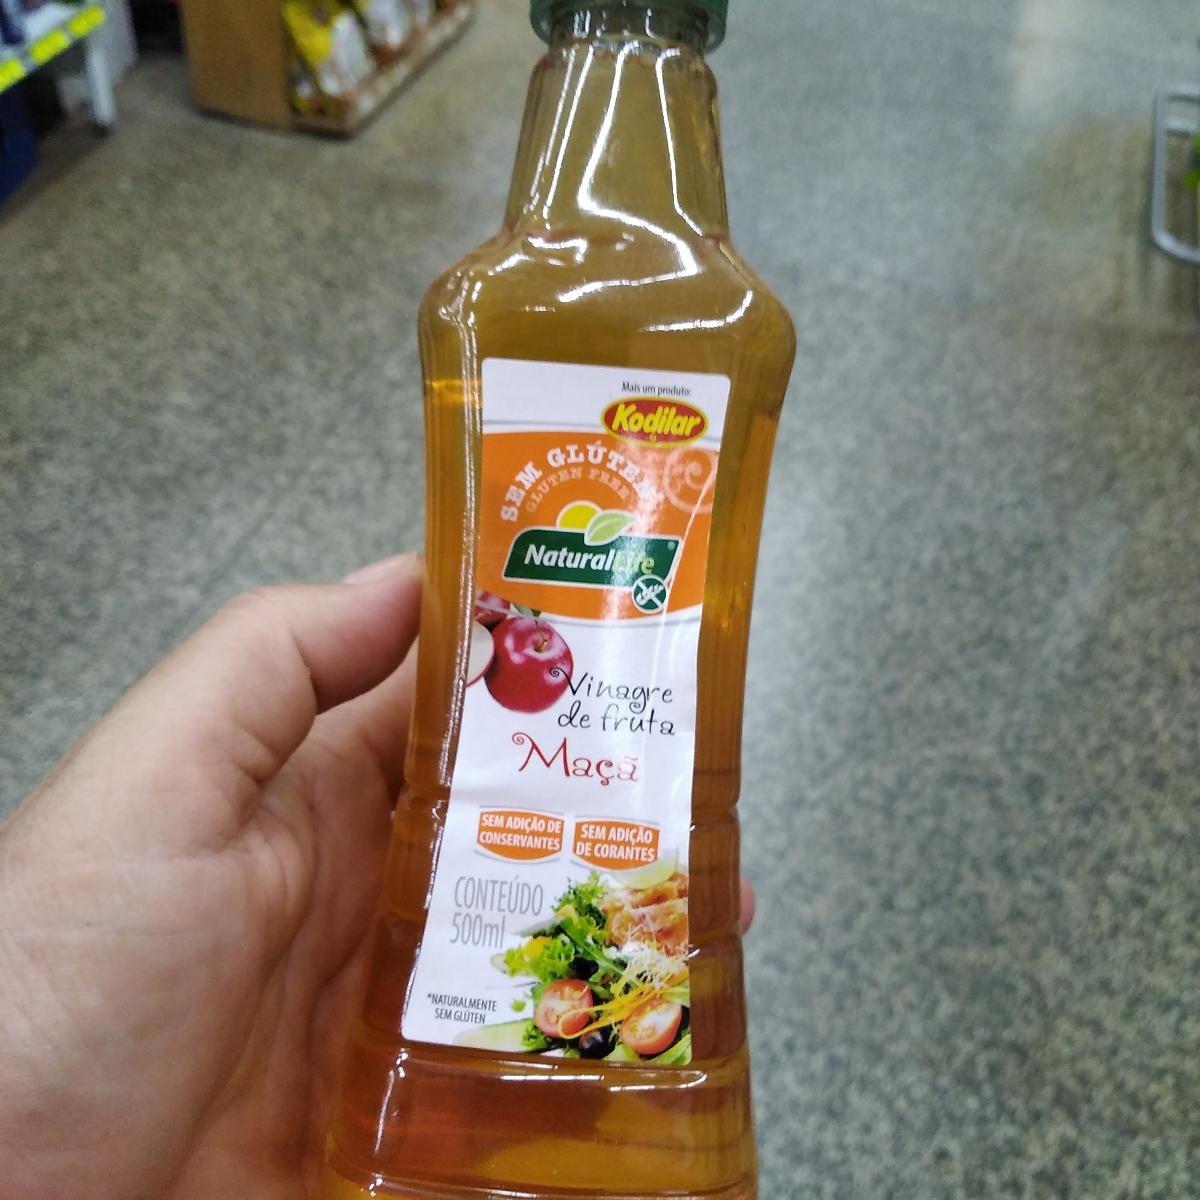 Mais um produto:
Kodilar
SEM GLÚTEN
GLUTEN FREE
NaturalLife
Vinagre
de fruta
Maçã
SEM ADIÇÃO DE
CONSERVANTES
SEM ADIÇÃO
DE CORANTES
CONTEÚDO
500ml
*NATURALMENTE
SEM GLÚTEN